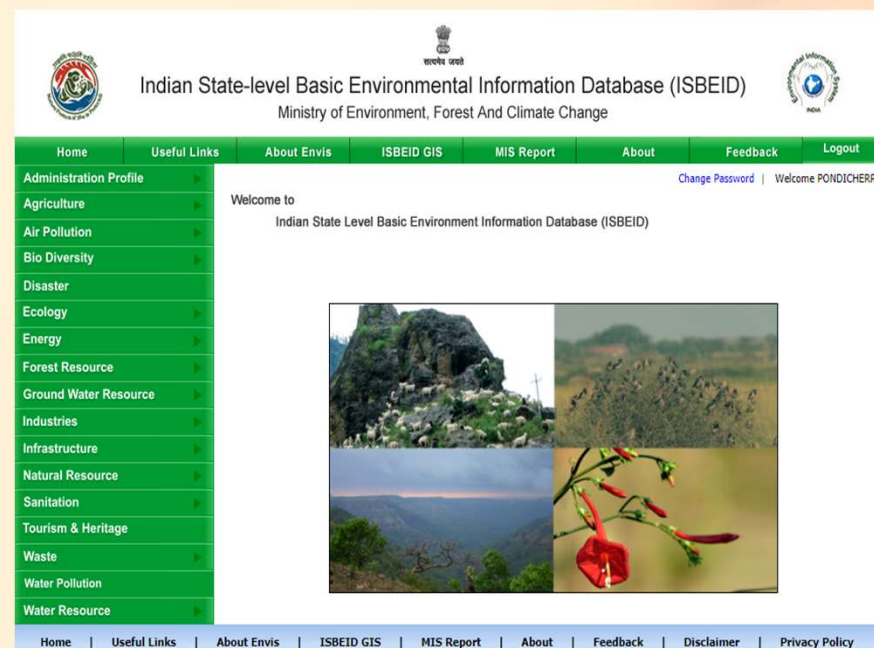 सत्यमेव जयते
Indian State-level Basic Environmental Information Database (ISBEID)
Ministry of Environment, Forest And Climate Change
Environmental Information System
INDIA
Home Useful Links About Envis ISBEID GIS MIS Report About Feedback Logout
Change Password | Welcome PONDICHERR
Administration Profile
Agriculture
Air Pollution
Bio Diversity
Disaster
Ecology
Energy
Forest Resource
Ground Water Resource
Industries
Infrastructure
Natural Resource
Sanitation
Tourism & Heritage
Waste
Water Pollution
Water Resource
Welcome to
Indian State Level Basic Environment Information Database (ISBEID)
Home | Useful Links | About Envis | ISBEID GIS | MIS Report | About | Feedback | Disclaimer | Privacy Policy